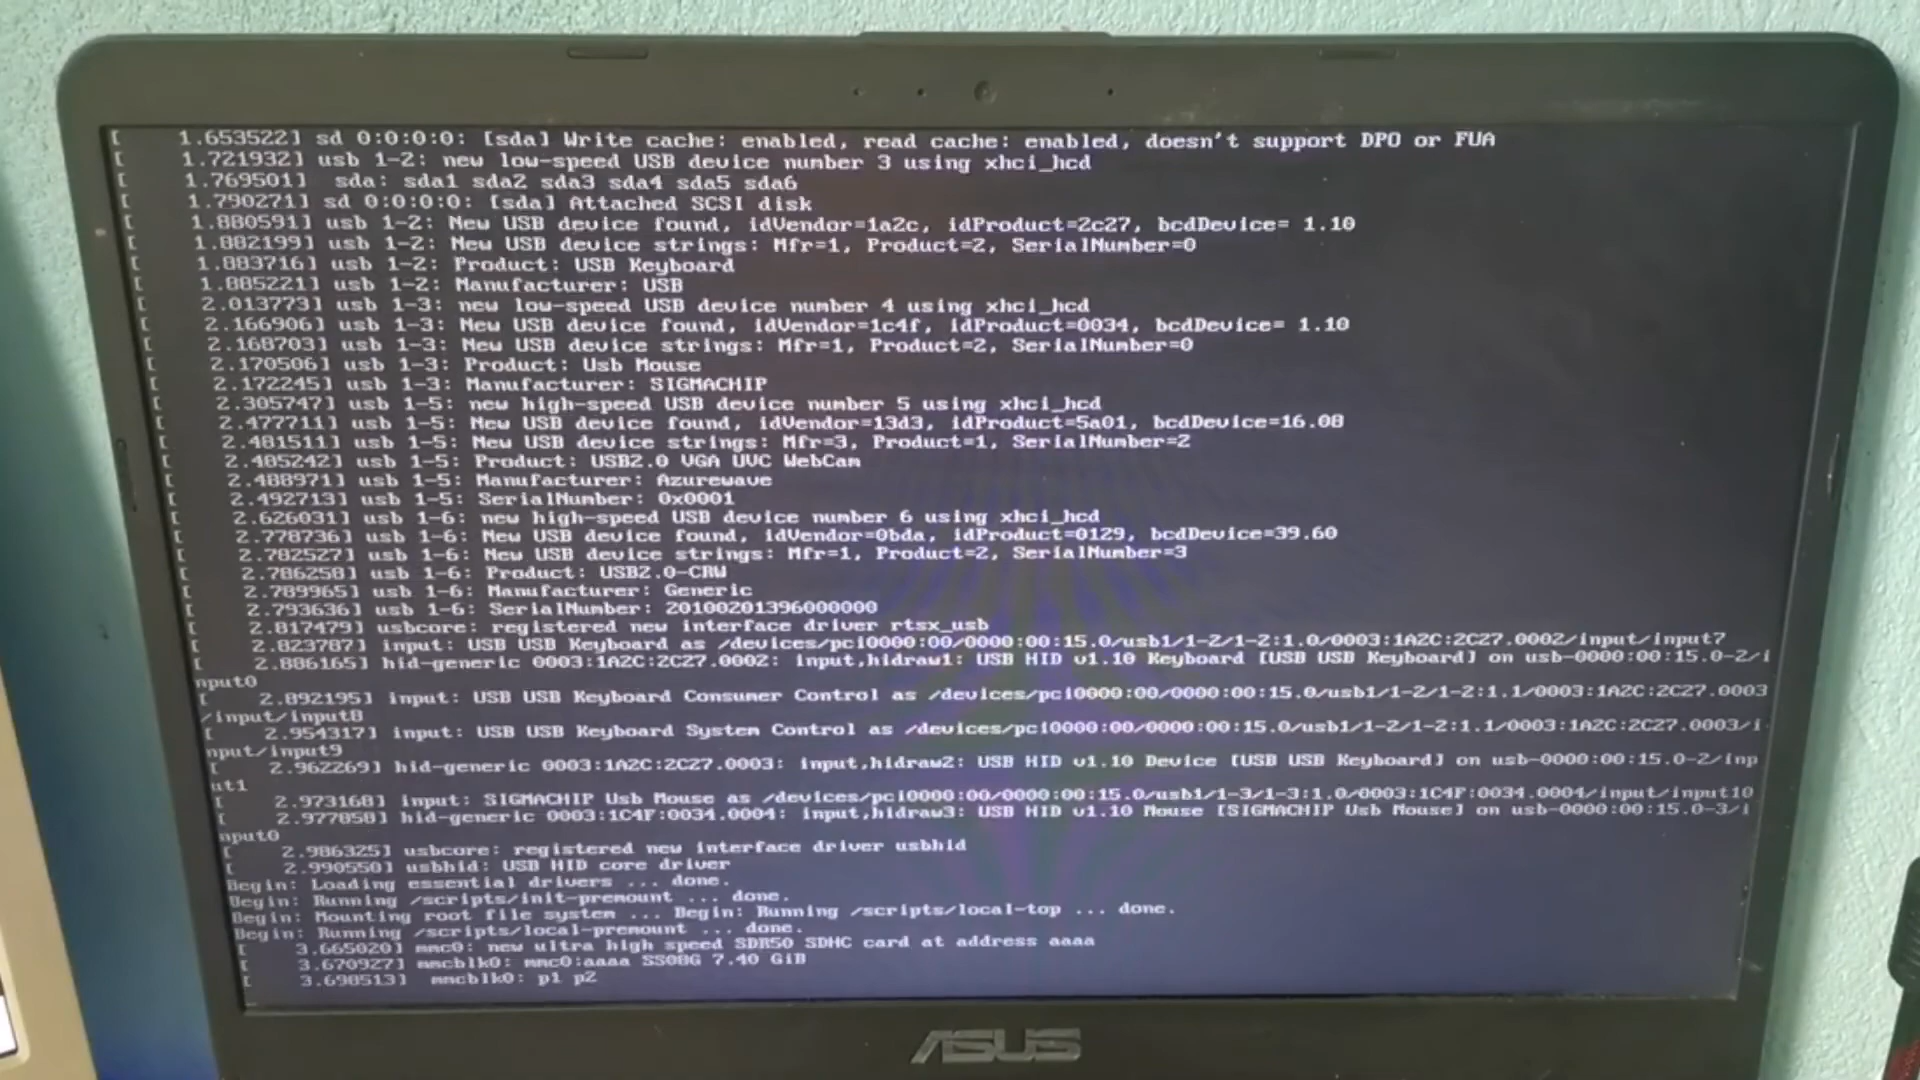 [    1.653522] sd 0:0:0:0: [sda] Write cache: enabled, read cache: enabled, doesn't support DPO or FUA
[    1.721932] usb 1-2: new low-speed USB device number 3 using xhci_hcd
[    1.769501]  sda: sda1 sda2 sda3 sda4 sda5 sda6
[    1.790271] sd 0:0:0:0: [sda] Attached SCSI disk
[    1.880591] usb 1-2: New USB device found, idVendor=1a2c, idProduct=2c27, bcdDevice= 1.10
[    1.882199] usb 1-2: New USB device strings: Mfr=1, Product=2, SerialNumber=0
[    1.883716] usb 1-2: Product: USB Keyboard
[    1.885221] usb 1-2: Manufacturer: USB
[    2.013773] usb 1-3: new low-speed USB device number 4 using xhci_hcd
[    2.166906] usb 1-3: New USB device found, idVendor=1c4f, idProduct=0034, bcdDevice= 1.10
[    2.168703] usb 1-3: New USB device strings: Mfr=1, Product=2, SerialNumber=0
[    2.170506] usb 1-3: Product: Usb Mouse
[    2.172245] usb 1-3: Manufacturer: SIGMACHIP
[    2.305747] usb 1-5: new high-speed USB device number 5 using xhci_hcd
[    2.477711] usb 1-5: New USB device found, idVendor=13d3, idProduct=5a01, bcdDevice=16.08
[    2.481511] usb 1-5: New USB device strings: Mfr=3, Product=1, SerialNumber=2
[    2.485242] usb 1-5: Product: USB2.0 VGA UVC WebCam
[    2.488971] usb 1-5: Manufacturer: Azurewave
[    2.492713] usb 1-5: SerialNumber: 0x0001
[    2.626031] usb 1-6: new high-speed USB device number 6 using xhci_hcd
[    2.778736] usb 1-6: New USB device found, idVendor=0bda, idProduct=0129, bcdDevice=39.60
[    2.782527] usb 1-6: New USB device strings: Mfr=1, Product=2, SerialNumber=3
[    2.786258] usb 1-6: Product: USB2.0-CRW
[    2.789965] usb 1-6: Manufacturer: Generic
[    2.793636] usb 1-6: SerialNumber: 20100201396000000
[    2.817479] usbcore: registered new interface driver rtsx_usb
[    2.823787] input: USB USB Keyboard as /devices/pci0000:00/0000:00:15.0/usb1/1-2/1-2:1.0/0003:1A2C:2C27.0002/input/input7
[    2.886165] hid-generic 0003:1A2C:2C27.0002: input,hidraw1: USB HID v1.10 Keyboard [USB USB Keyboard] on usb-0000:00:15.0-2/i
nput0
[    2.892195] input: USB USB Keyboard Consumer Control as /devices/pci0000:00/0000:00:15.0/usb1/1-2/1-2:1.1/0003:1A2C:2C27.0003
/input/input8
[    2.954317] input: USB USB Keyboard System Control as /devices/pci0000:00/0000:00:15.0/usb1/1-2/1-2:1.1/0003:1A2C:2C27.0003/i
nput/input9
[    2.962269] hid-generic 0003:1A2C:2C27.0003: input,hidraw2: USB HID v1.10 Device [USB USB Keyboard] on usb-0000:00:15.0-2/inp
ut1
[    2.973168] input: SIGMACHIP Usb Mouse as /devices/pci0000:00/0000:00:15.0/usb1/1-3/1-3:1.0/0003:1C4F:0034.0004/input/input10
[    2.977858] hid-generic 0003:1C4F:0034.0004: input,hidraw3: USB HID v1.10 Mouse [SIGMACHIP Usb Mouse] on usb-0000:00:15.0-3/i
nput0
[    2.986325] usbcore: registered new interface driver usbhid
[    2.990550] usbhid: USB HID core driver
Begin: Loading essential drivers ... done.
Begin: Running /scripts/init-premount ... done.
Begin: Mounting root file system ... Begin: Running /scripts/local-top ... done.
Begin: Running /scripts/local-premount ... done.
[    3.665020] mmc0: new ultra high speed SDR50 SDHC card at address aaaa
[    3.670927] mmcblk0: mmc0:aaaa SS08G 7.40 GiB
[    3.698513]  mmcblk0: p1 p2
ASUS